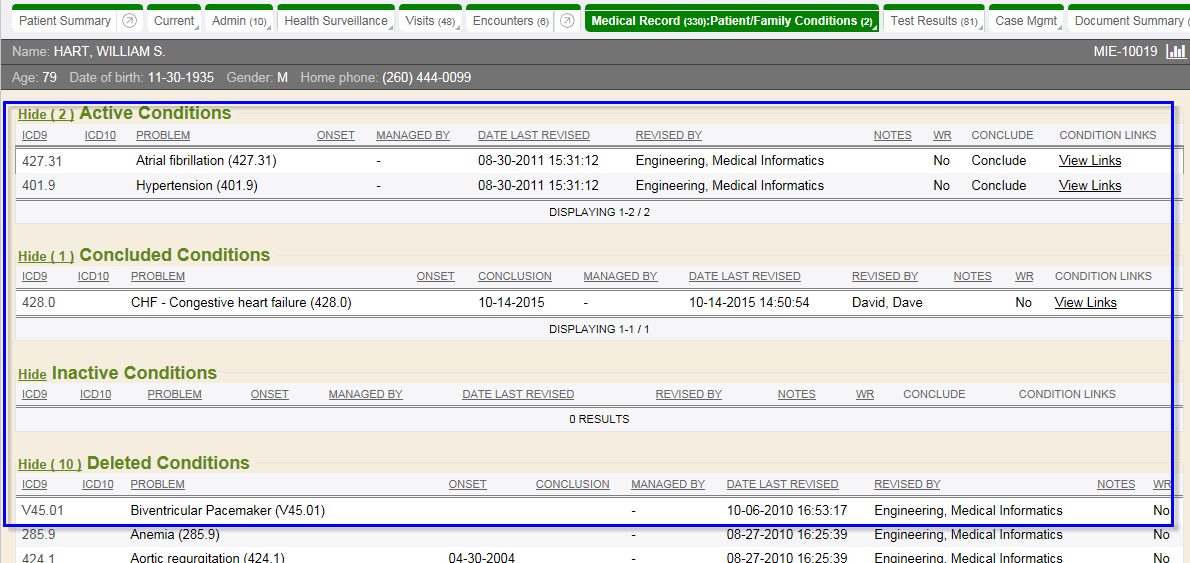 Patient Summary Current Admin (10) Health Surveillance Visits (48) Encounters (6) Medical Record (330):Patient/Family Conditions (2) Test Results (81) Case Mgmt Document Summary (
Name: HART, WILLIAM S. MIE-10019
Age: 79 Date of birth: 11-30-1935 Gender: M Home phone: (260) 444-0099
Hide ( 2 ) Active Conditions
ICD9 ICD10 PROBLEM ONSET MANAGED BY DATE LAST REVISED REVISED BY NOTES WR CONCLUDE CONDITION LINKS
427.31 Atrial fibrillation (427.31) - 08-30-2011 15:31:12 Engineering, Medical Informatics No Conclude View Links
401.9 Hypertension (401.9) - 08-30-2011 15:31:12 Engineering, Medical Informatics No Conclude View Links
DISPLAYING 1-2 / 2
Hide ( 1 ) Concluded Conditions
ICD9 ICD10 PROBLEM ONSET CONCLUSION MANAGED BY DATE LAST REVISED REVISED BY NOTES WR CONDITION LINKS
428.0 CHF - Congestive heart failure (428.0) 10-14-2015 - 10-14-2015 14:50:54 David, Dave No View Links
DISPLAYING 1-1 / 1
Hide Inactive Conditions
ICD9 ICD10 PROBLEM ONSET MANAGED BY DATE LAST REVISED REVISED BY NOTES WR CONCLUDE CONDITION LINKS
0 RESULTS
Hide ( 10 ) Deleted Conditions
ICD9 ICD10 PROBLEM ONSET CONCLUSION MANAGED BY DATE LAST REVISED REVISED BY NOTES WR
V45.01 Biventricular Pacemaker (V45.01) - 10-06-2010 16:53:17 Engineering, Medical Informatics No
285.9 Anemia (285.9) - 08-27-2010 16:25:39 Engineering, Medical Informatics No
424.1 Aortic regurgitation (424.1) 04-30-2004 - 08-27-2010 16:25:39 Engineering, Medical Informatics No